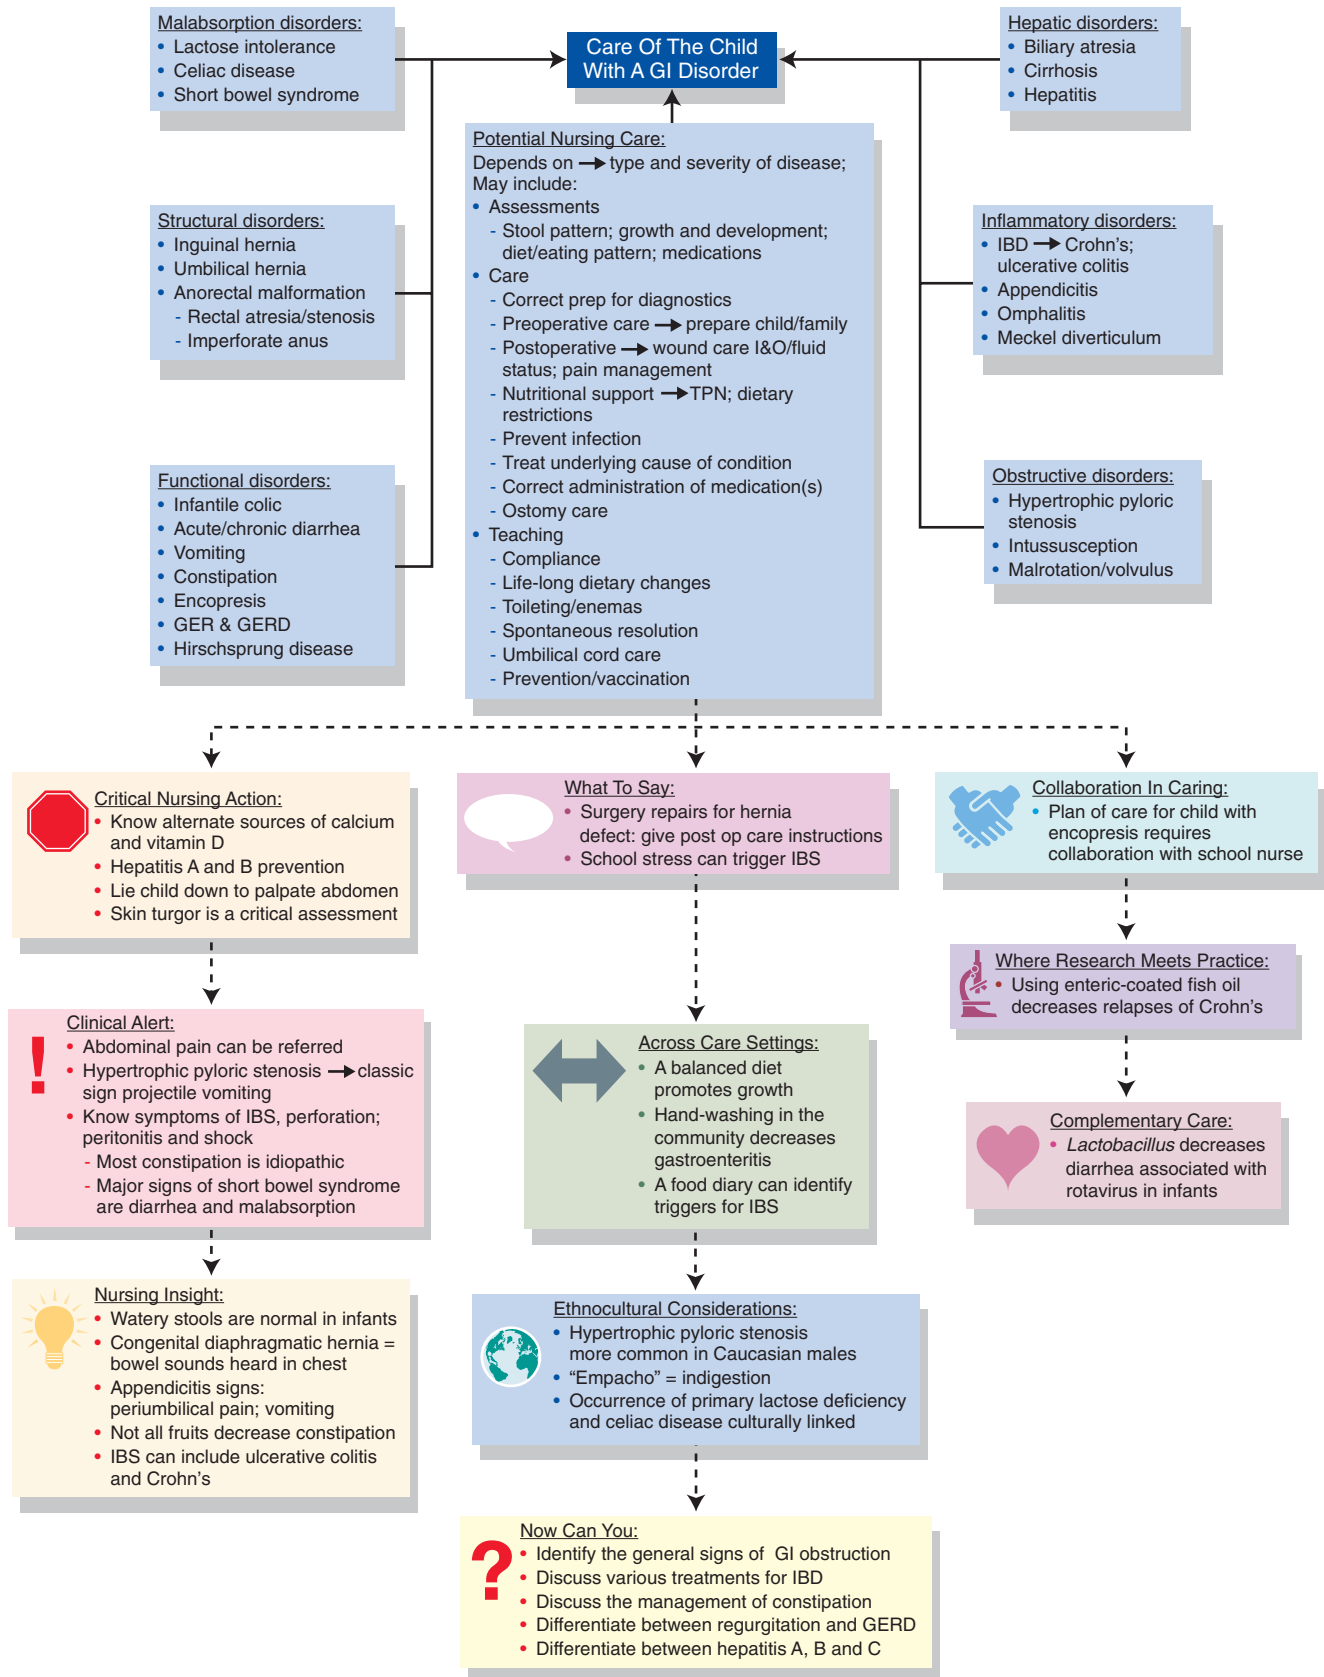 Malabsorption disorders:
• Lactose intolerance
• Celiac disease
• Short bowel syndrome
Care Of The Child
With A GI Disorder
Hepatic disorders:
• Biliary atresia
• Cirrhosis
• Hepatitis
Potential Nursing Care:
Depends on → type and severity of disease;
May include:
• Assessments
- Stool pattern; growth and development;
diet/eating pattern; medications
• Care
- Correct prep for diagnostics
- Preoperative care → prepare child/family
- Postoperative → wound care I&O/fluid
status; pain management
- Nutritional support → TPN; dietary
restrictions
- Prevent infection
- Treat underlying cause of condition
- Correct administration of medication(s)
- Ostomy care
• Teaching
- Compliance
- Life-long dietary changes
- Toileting/enemas
- Spontaneous resolution
- Umbilical cord care
- Prevention/vaccination
Structural disorders:
• Inguinal hernia
• Umbilical hernia
• Anorectal malformation
- Rectal atresia/stenosis
- Imperforate anus
Inflammatory disorders:
• IBD → Crohn's;
ulcerative colitis
• Appendicitis
• Omphalitis
• Meckel diverticulum
Functional disorders:
• Infantile colic
• Acute/chronic diarrhea
• Vomiting
• Constipation
• Encopresis
• GER & GERD
• Hirschsprung disease
Obstructive disorders:
• Hypertrophic pyloric
stenosis
• Intussusception
• Malrotation/volvulus
Critical Nursing Action:
• Know alternate sources of calcium
and vitamin D
• Hepatitis A and B prevention
• Lie child down to palpate abdomen
• Skin turgor is a critical assessment
What To Say:
• Surgery repairs for hernia
defect: give post op care instructions
• School stress can trigger IBS
Collaboration In Caring:
• Plan of care for child with
encopresis requires
collaboration with school nurse
Where Research Meets Practice:
• Using enteric-coated fish oil
decreases relapses of Crohn's
Clinical Alert:
• Abdominal pain can be referred
• Hypertrophic pyloric stenosis → classic
sign projectile vomiting
• Know symptoms of IBS, perforation;
peritonitis and shock
- Most constipation is idiopathic
- Major signs of short bowel syndrome
are diarrhea and malabsorption
Across Care Settings:
• A balanced diet
promotes growth
• Hand-washing in the
community decreases
gastroenteritis
• A food diary can identify
triggers for IBS
Complementary Care:
• Lactobacillus decreases
diarrhea associated with
rotavirus in infants
Nursing Insight:
• Watery stools are normal in infants
• Congenital diaphragmatic hernia =
bowel sounds heard in chest
• Appendicitis signs:
periumbilical pain; vomiting
• Not all fruits decrease constipation
• IBS can include ulcerative colitis
and Crohn's
Ethnocultural Considerations:
• Hypertrophic pyloric stenosis
more common in Caucasian males
• "Empacho" = indigestion
• Occurrence of primary lactose deficiency
and celiac disease culturally linked
Now Can You:
• Identify the general signs of GI obstruction
• Discuss various treatments for IBD
• Discuss the management of constipation
• Differentiate between regurgitation and GERD
• Differentiate between hepatitis A, B and C